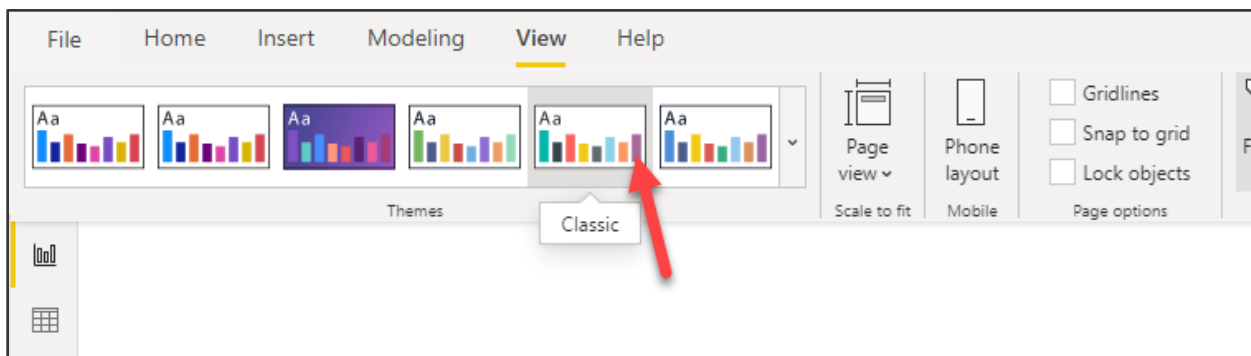 File Home Insert Modeling View Help
Aa Aa Aa Aa Aa Aa
Page
view
Phone
layout
Gridlines
Snap to grid
Lock objects
Themes Scale to fit Mobile Page options
Classic